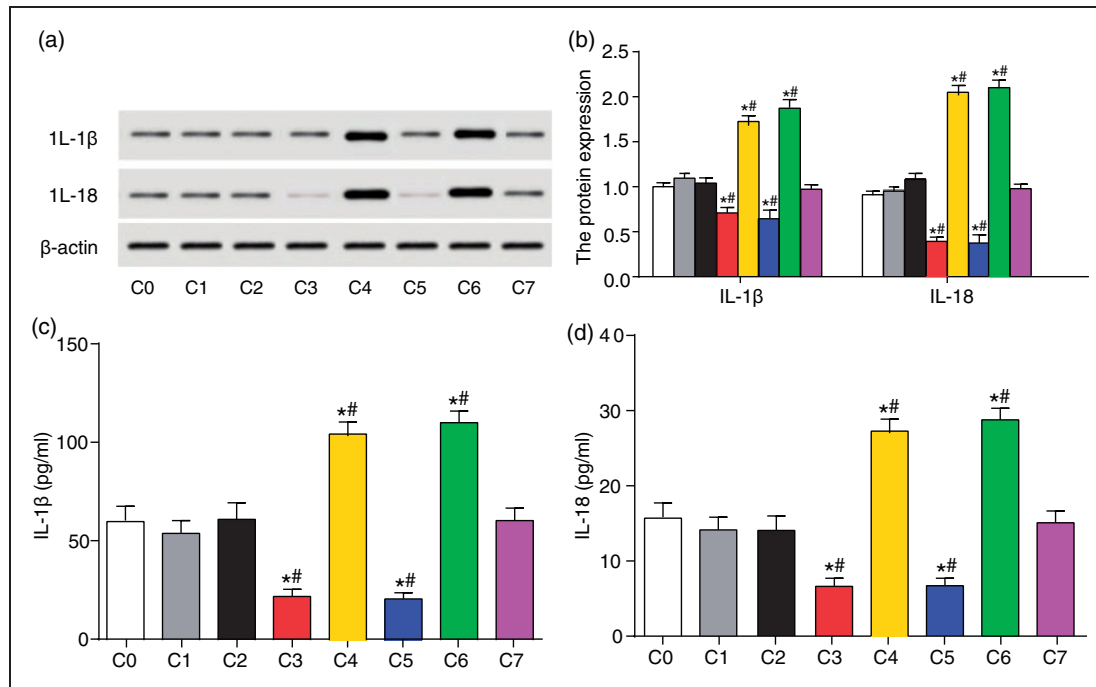 (a)
1L-1β
1L-18
β-actin
C0 C1 C2 C3 C4 C5 C6 C7
(b)
The protein expression
2.5
2.0
1.5
1.0
0.5
0.0
*# *# *# *#
*# *# *# *#
IL-1β IL-18
(c)
IL-1β (pg/ml)
150
100
50
0
*# *# *# *#
C0 C1 C2 C3 C4 C5 C6 C7
(d)
IL-18 (pg/ml)
40
30
20
10
0
*# *# *# *#
C0 C1 C2 C3 C4 C5 C6 C7